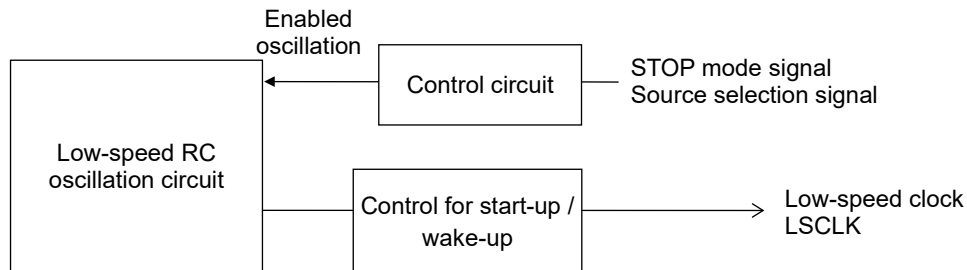 Enabled
oscillation
Control circuit
STOP mode signal
Source selection signal
Low-speed RC
oscillation circuit
Control for start-up /
wake-up
Low-speed clock
LSCLK